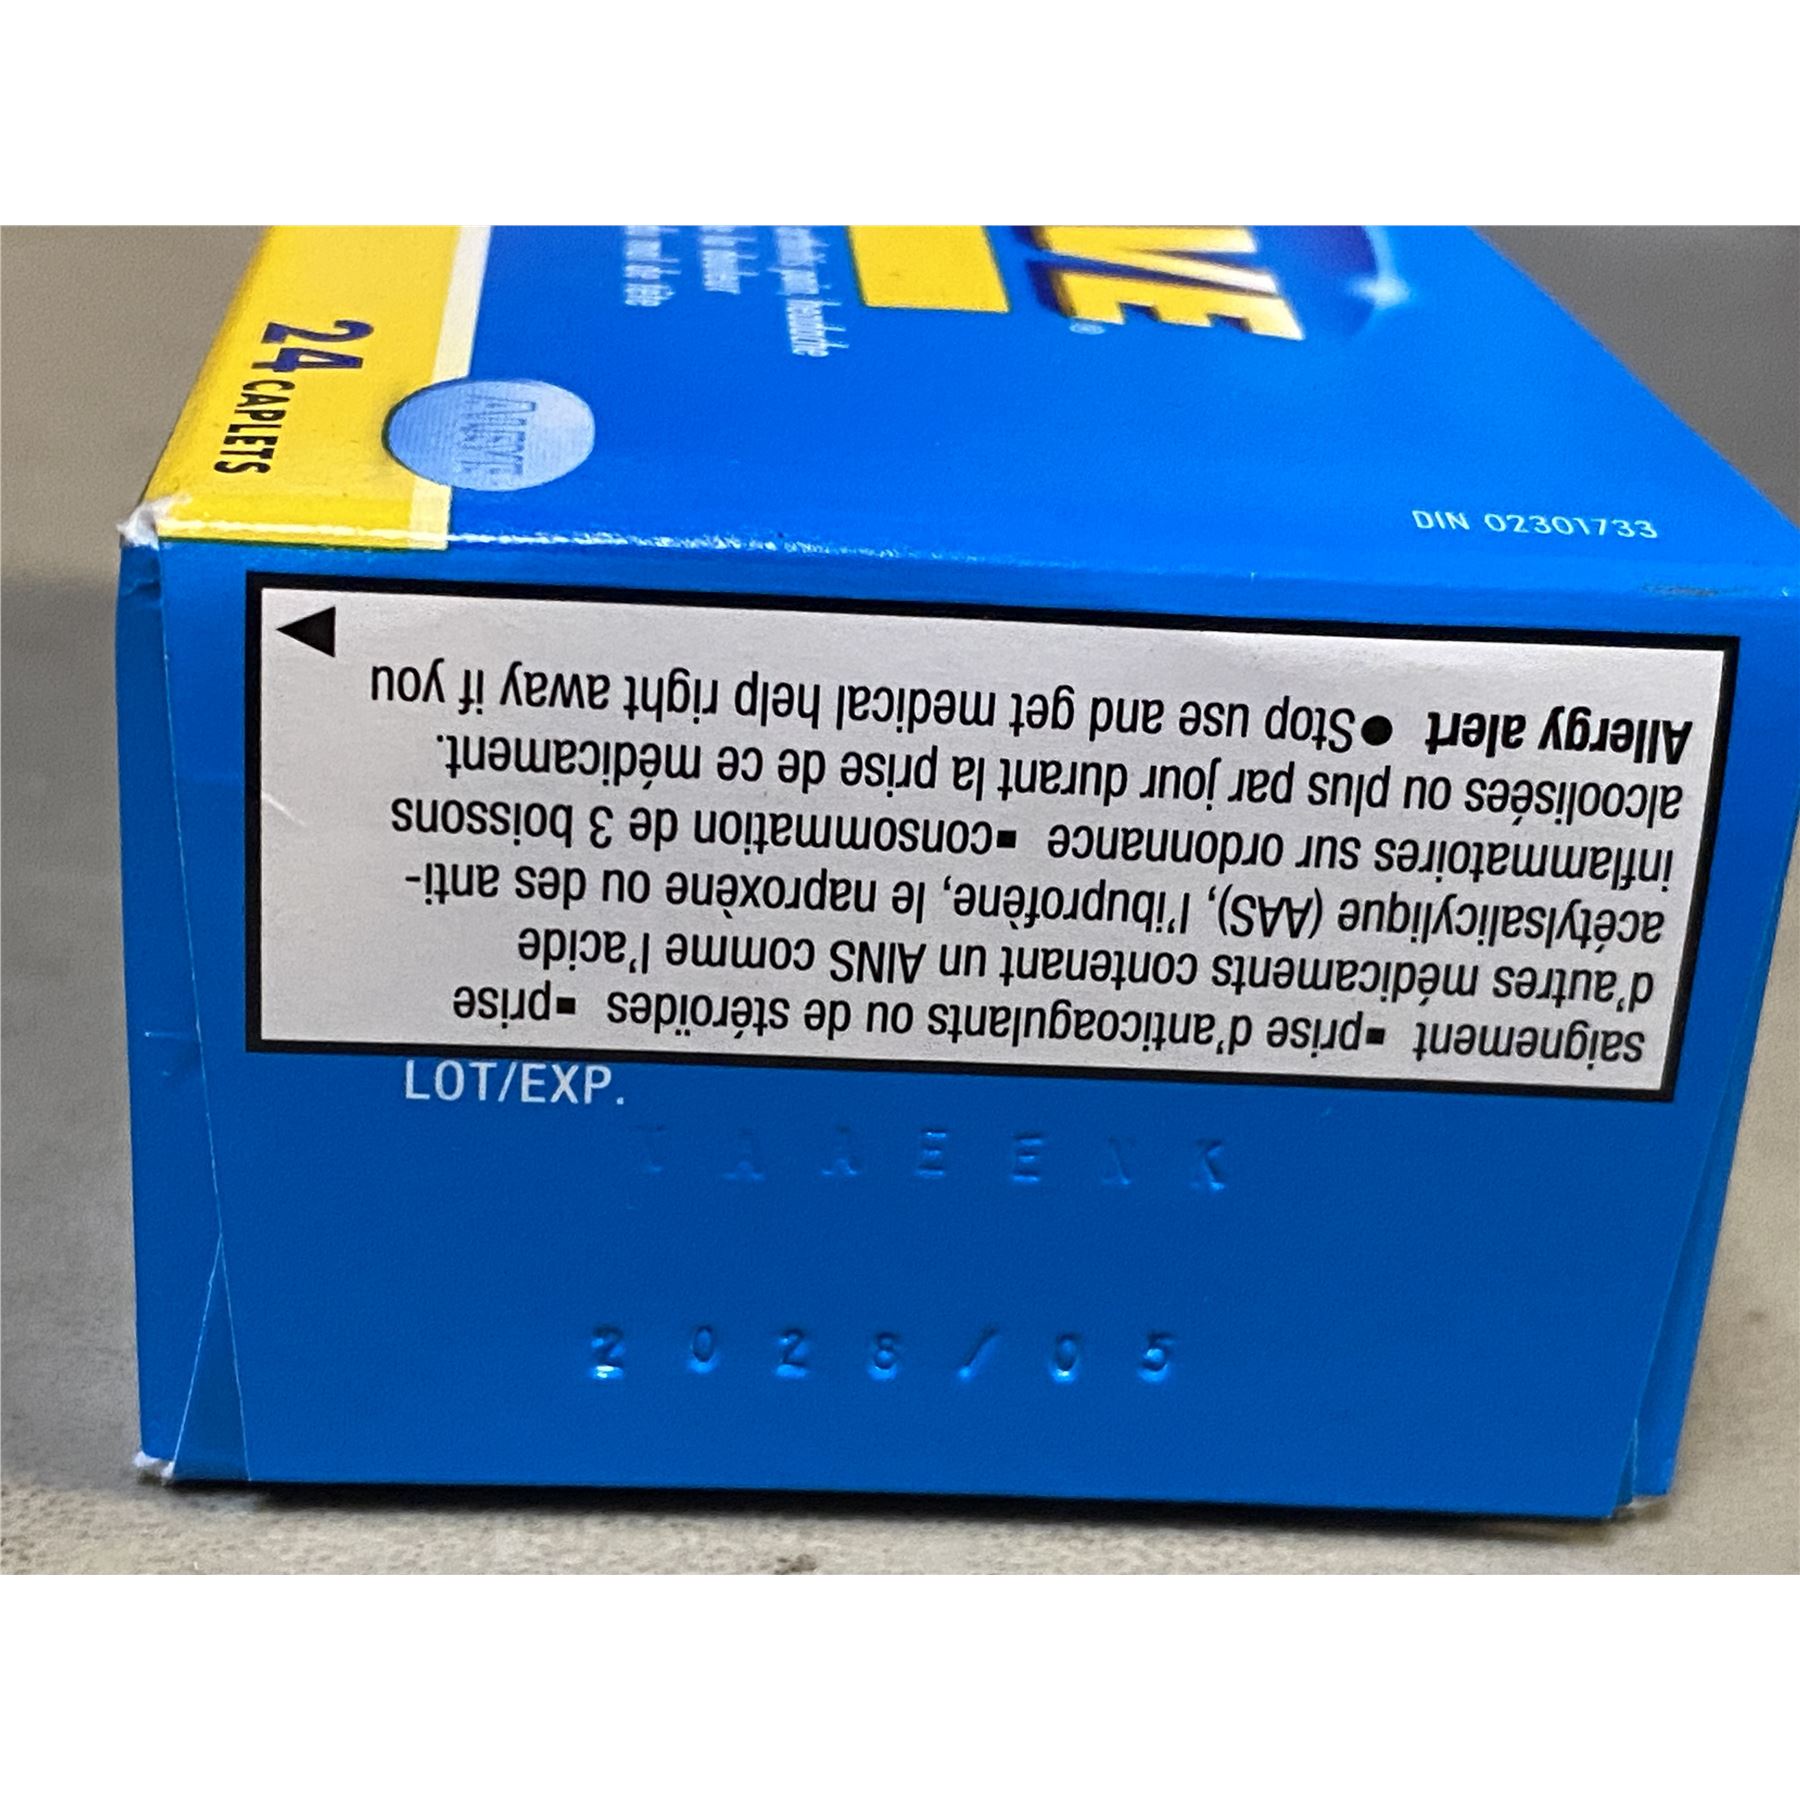 VE®
24 CAPLETS
ALEVE
DIN 02301733
saignement ▪prise d'anticoagulants ou de stéroïdes ▪prise
d'autres médicaments contenant un AINS comme l'acide
acétylsalicylique (AAS), l'ibuprofène, le naproxène ou des anti-
inflammatoires sur ordonnance ▪consommation de 3 boissons
alcoolisées ou plus par jour durant la prise de ce médicament.
Allergy alert ●Stop use and get medical help right away if you
LOT/EXP.
2028/05